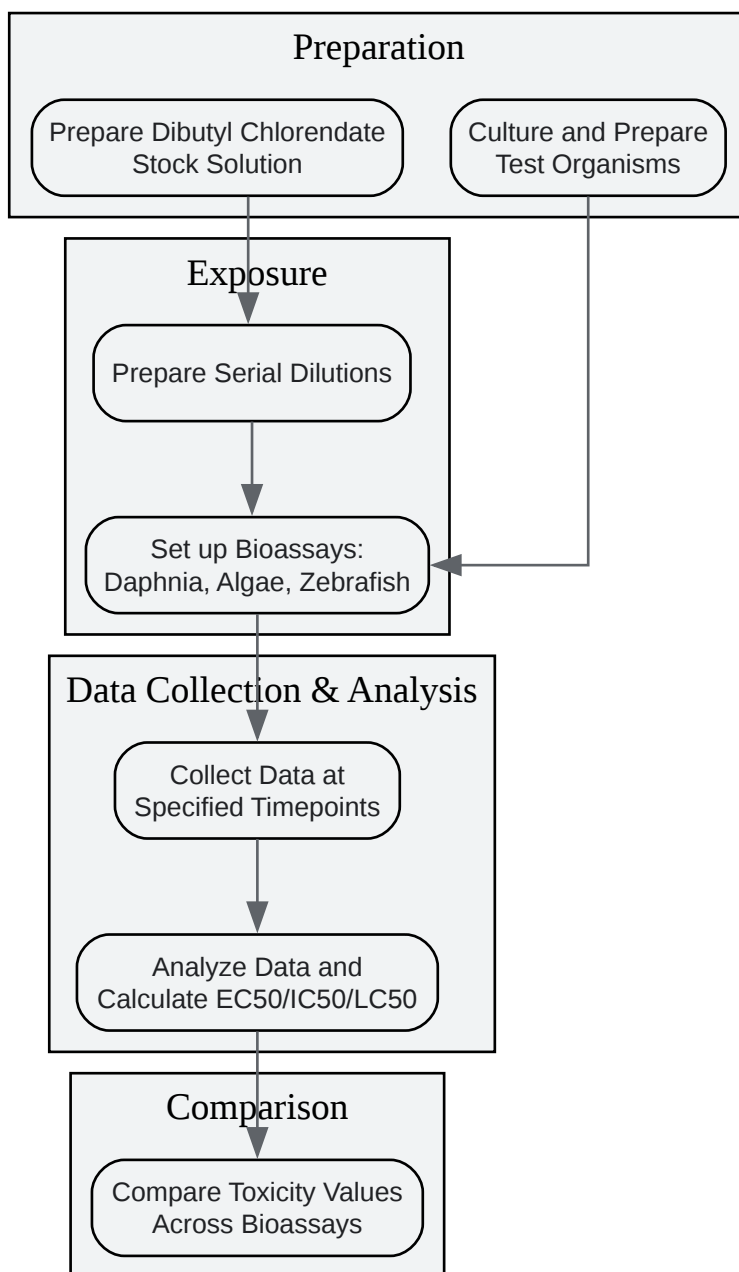 Preparation
Prepare Dibutyl Chlorendate
Stock Solution
Culture and Prepare
Test Organisms
Exposure
Prepare Serial Dilutions
Set up Bioassays:
Daphnia, Algae, Zebrafish
Data Collection & Analysis
Collect Data at
Specified Timepoints
Analyze Data and
Calculate EC50/IC50/LC50
Comparison
Compare Toxicity Values
Across Bioassays